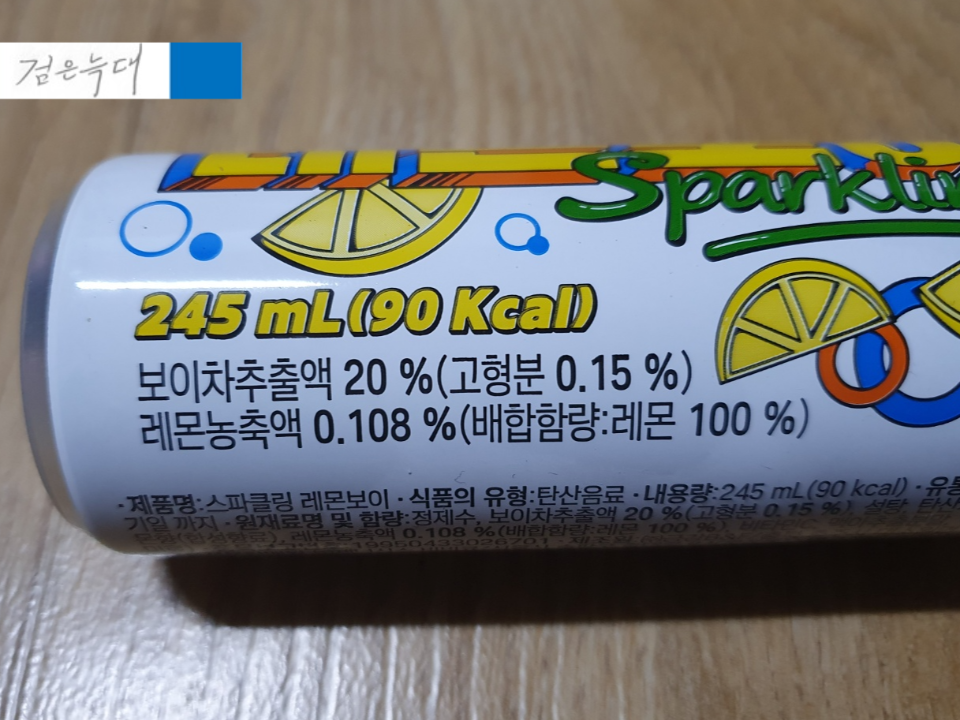 검은늑대
Sparklin
245 mL(90 Kcal)
보이차추출액 20 %(고형분 0.15 %)
레몬농축액 0.108 %(배합함량:레몬 100 %)
·제품명:스파클링 레몬보이 ·식품의 유형:탄산음료 ·내용량:245 mL(90 kcal) ·유통
기일 까지 ·원재료명 및 함량:정제수, 보이차추출액 20 %(고형분 0.15 %), 설탕, 탄산
레몬농축액 0.108 %(배합함량:레몬 100 %),
19950433026701